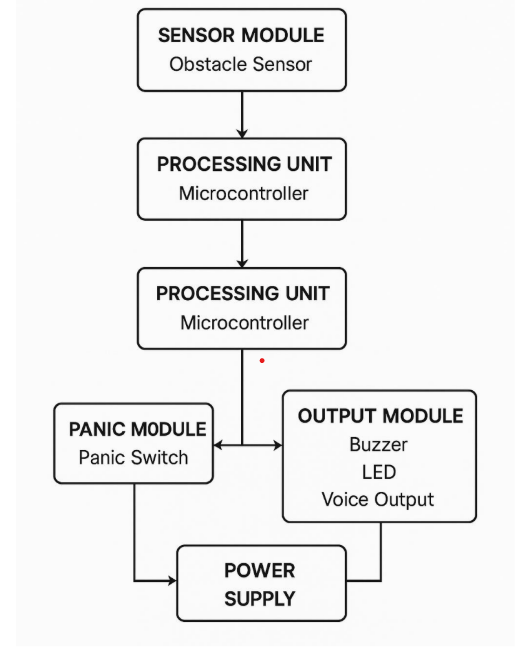 SENSOR MODULE
Obstacle Sensor
PROCESSING UNIT
Microcontroller
PROCESSING UNIT
Microcontroller
PANIC M0DULE
Panic Switch
OUTPUT MODULE
Buzzer
LED
Voice Output
POWER
SUPPLY